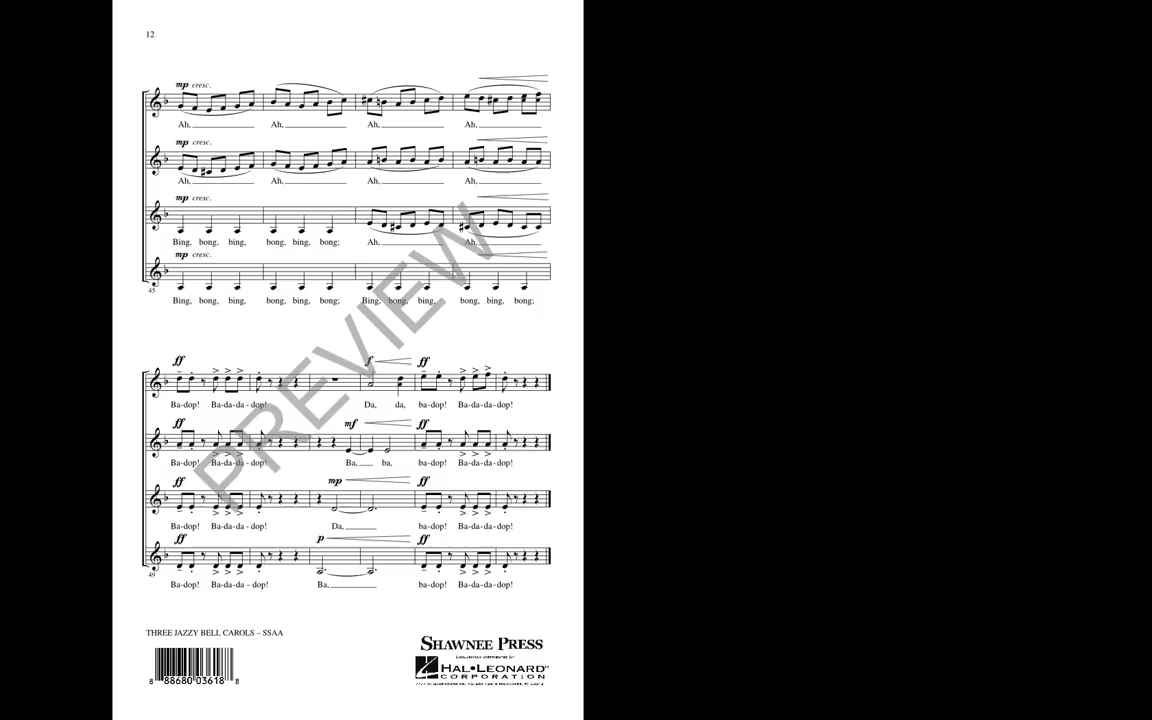 12
mp cresc.
Ah, Ah, Ah, Ah,
mp cresc.
Ah, Ah, Ah, Ah,
mp cresc.
Bing, bong, bing, bong, bing, bong; Ah, Ah,
mp cresc.
45
Bing, bong, bing, bong, bing, bong; Bing, bong, bing, bong, bing, bong;
PREVIEW
ff f ff
Ba-dop! Ba-da-da-dop! Da, da, ba-dop! Ba-da-da-dop!
ff mf ff
Ba-dop! Ba-da-da-dop! Ba, ba, ba-dop! Ba-da-da-dop!
ff mp ff
Ba-dop! Ba-da-da-dop! Da, ba-dop! Ba-da-da-dop!
ff p ff
49
Ba-dop! Ba-da-da-dop! Ba, ba-dop! Ba-da-da-dop!
THREE JAZZY BELL CAROLS – SSAA
SHAWNEE PRESS
HAL•LEONARD
CORPORATION
8 88680 03618 8